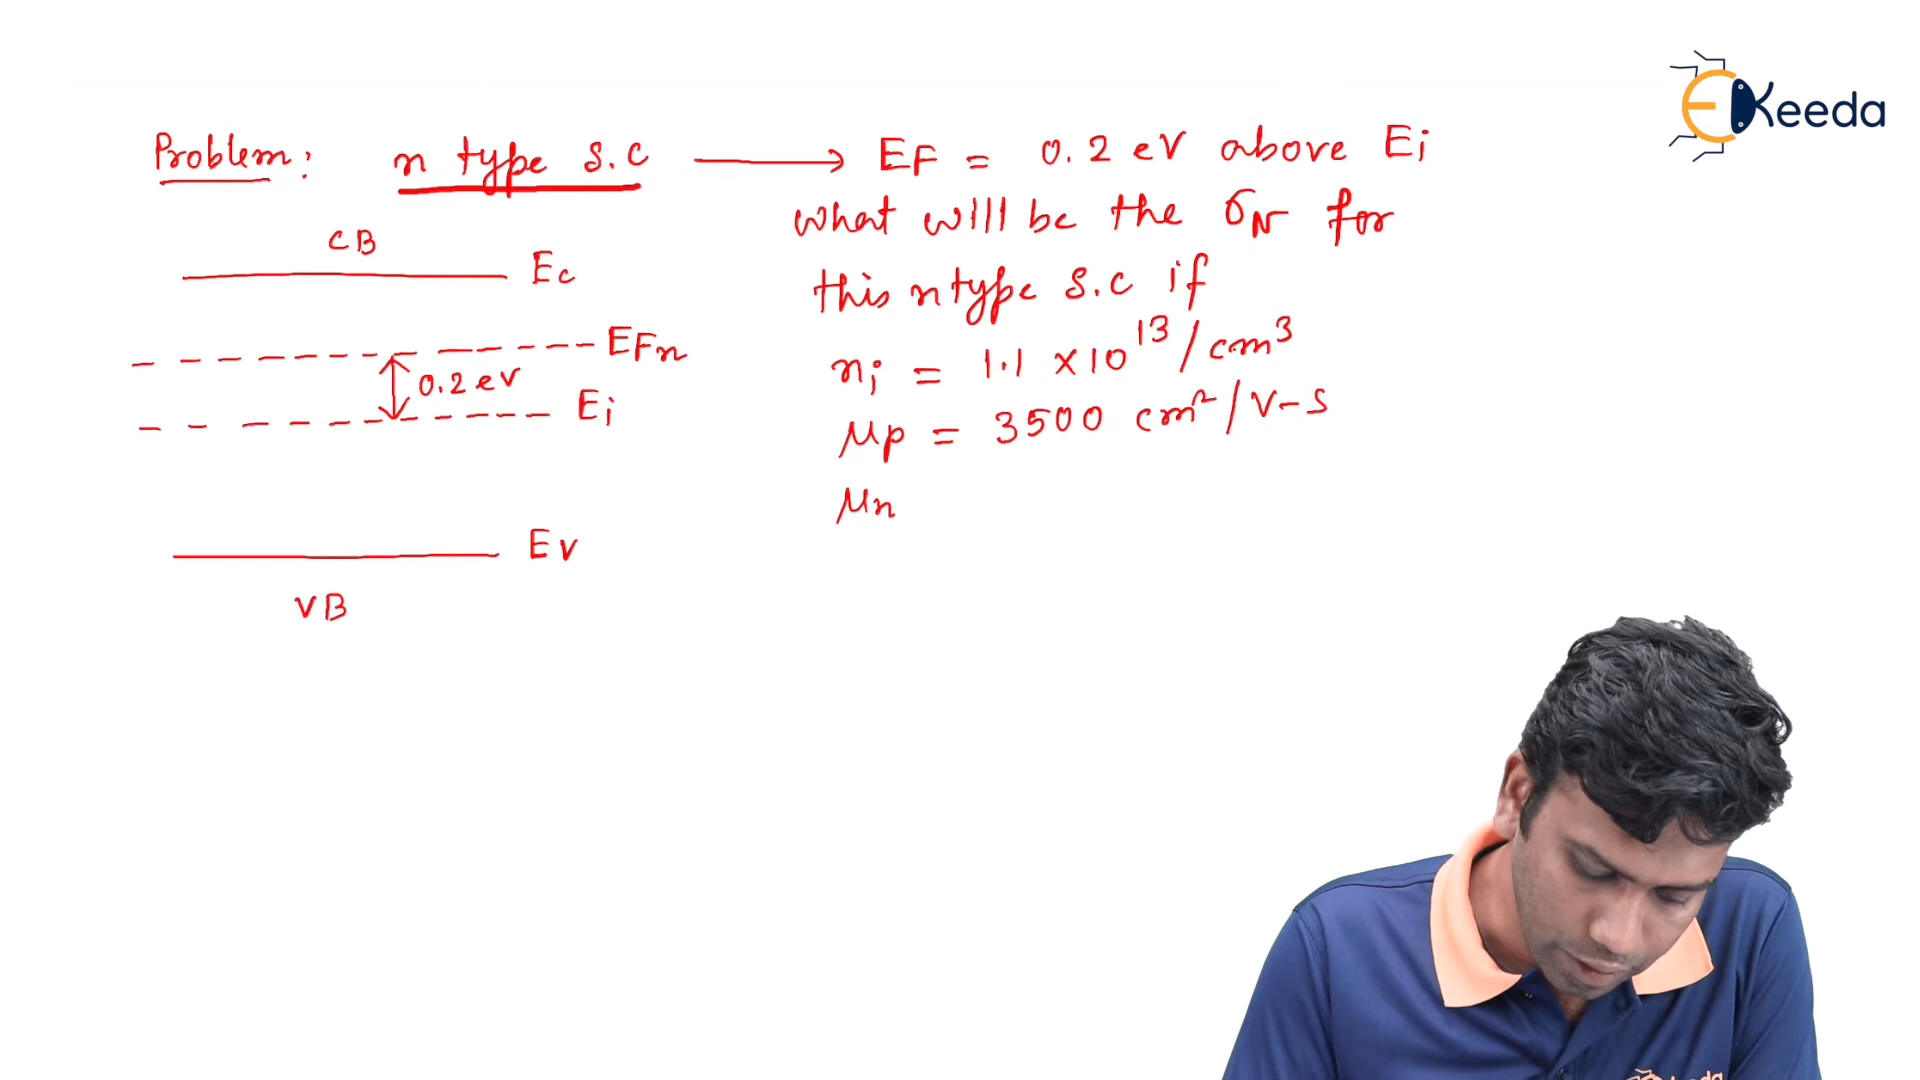 EKeeda
Problem: n type S.C → EF = 0.2 eV above Ei
what will be the σN for
this n type S.C if
ni = 1.1 × 10^13 / cm^3
μp = 3500 cm^2 / V-S
μn
CB
Ec
EFn
0.2 eV
Ei
Ev
VB